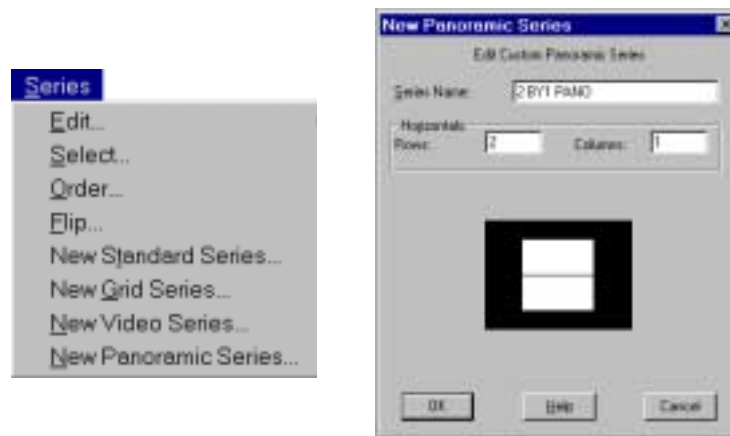 Series
Edit...
Select...
Order...
Flip...
New Standard Series...
New Grid Series...
New Video Series...
New Panoramic Series...
New Panoramic Series
Edit Custom Panoramic Series
Series Name: 2 BY1 PANO
Horizontals
Rows: 2 Columns: 1
OK Help Cancel